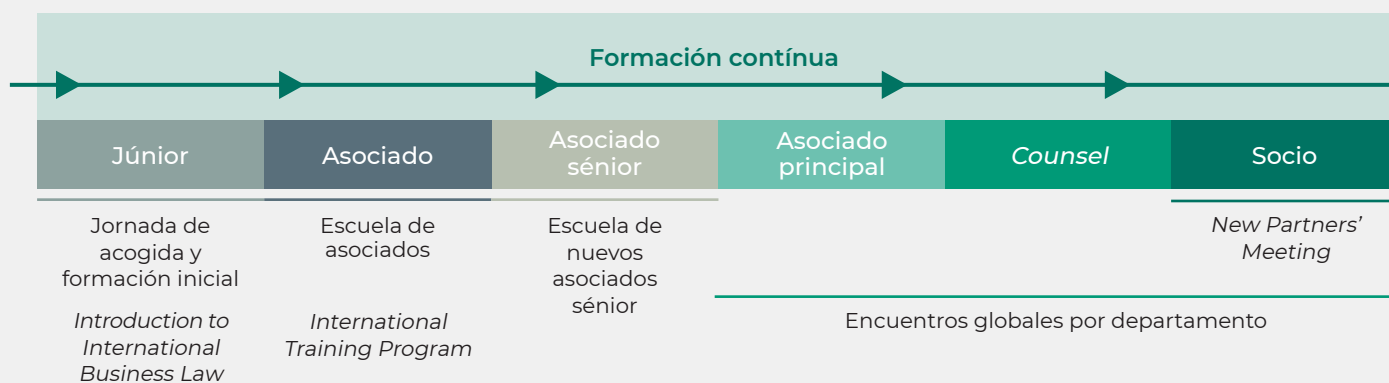 Formación contínua
Júnior
Asociado
Asociado
sénior
Asociado
principal
Counsel
Socio
Jornada de
acogida y
formación inicial
Introduction to
International
Business Law
Escuela de
asociados
International
Training Program
Escuela de
nuevos
asociados
sénior
New Partners’
Meeting
Encuentros globales por departamento